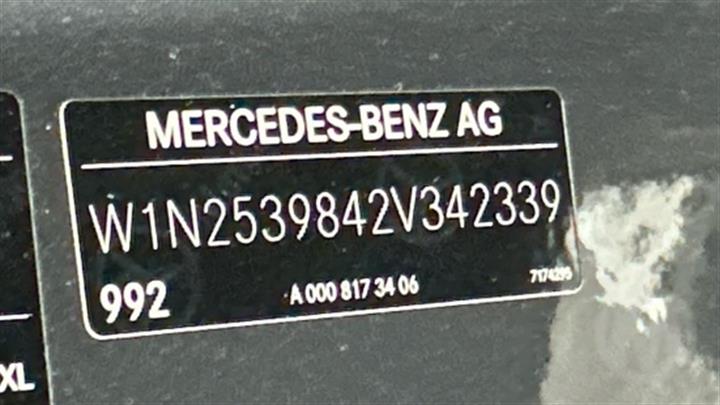 MERCEDES-BENZ AG
W1N2539842V342339
992 A 000 817 34 06 7174295
XL